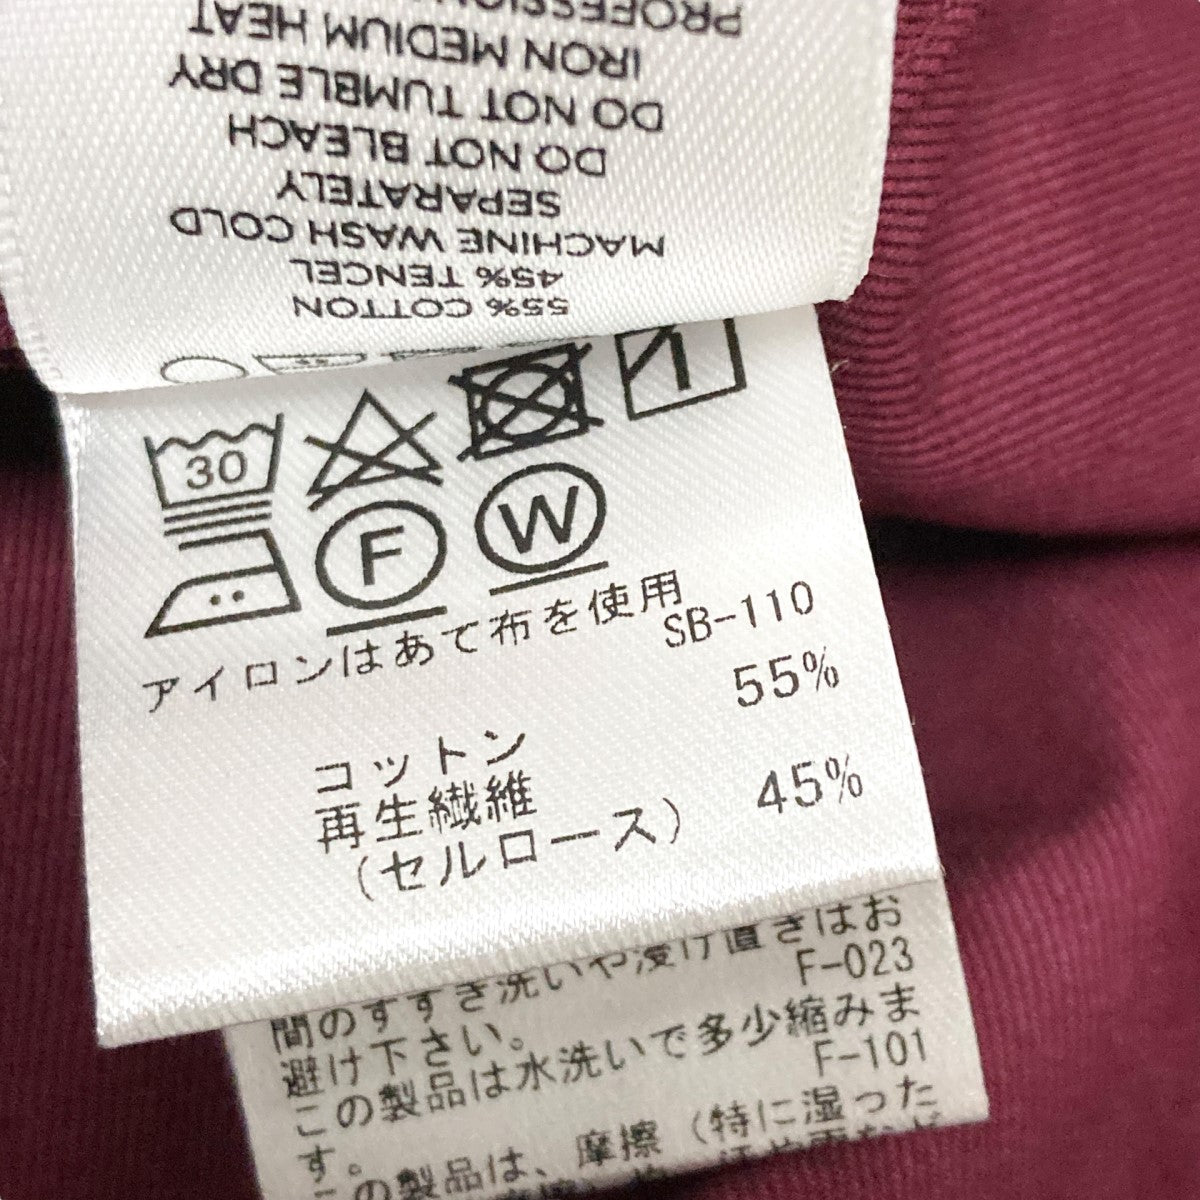 55% COTTON
45% TENCEL
MACHINE WASH COLD
SEPARATELY
DO NOT BLEACH
DO NOT TUMBLE DRY
IRON MEDIUM HEAT
30
F
W
アイロンはあて布を使用
SB-110
コットン 55%
再生繊維
(セルロース) 45%
間のすすぎ洗いや浸け置きはお
避け下さい。 F-023
この製品は水洗いで多少縮みま
す。 F-101
この製品は、摩擦(特に湿った